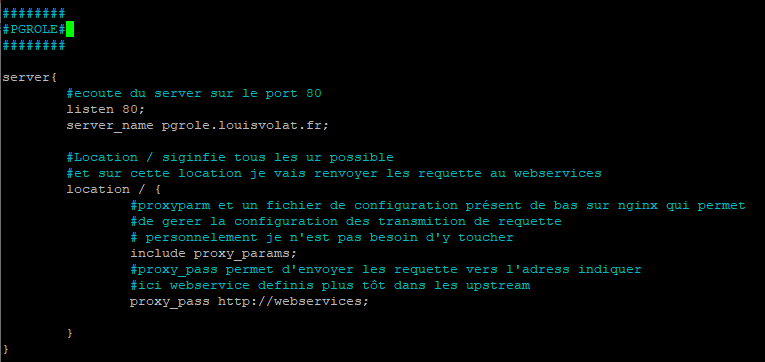 ########
#PGROLE#
########
server{
#ecoute du server sur le port 80
listen 80;
server_name pgrole.louisvolat.fr;
#Location / siginfie tous les ur possible
#et sur cette location je vais renvoyer les requette au webservices
location / {
#proxyparm et un fichier de configuration présent de bas sur nginx qui permet
#de gerer la configuration des transmition de requette
# personnelement je n'est pas besoin d'y toucher
include proxy_params;
#proxy_pass permet d'envoyer les requette vers l'adress indiquer
#ici webservice definis plus tôt dans les upstream
proxy_pass http://webservices;
}
}